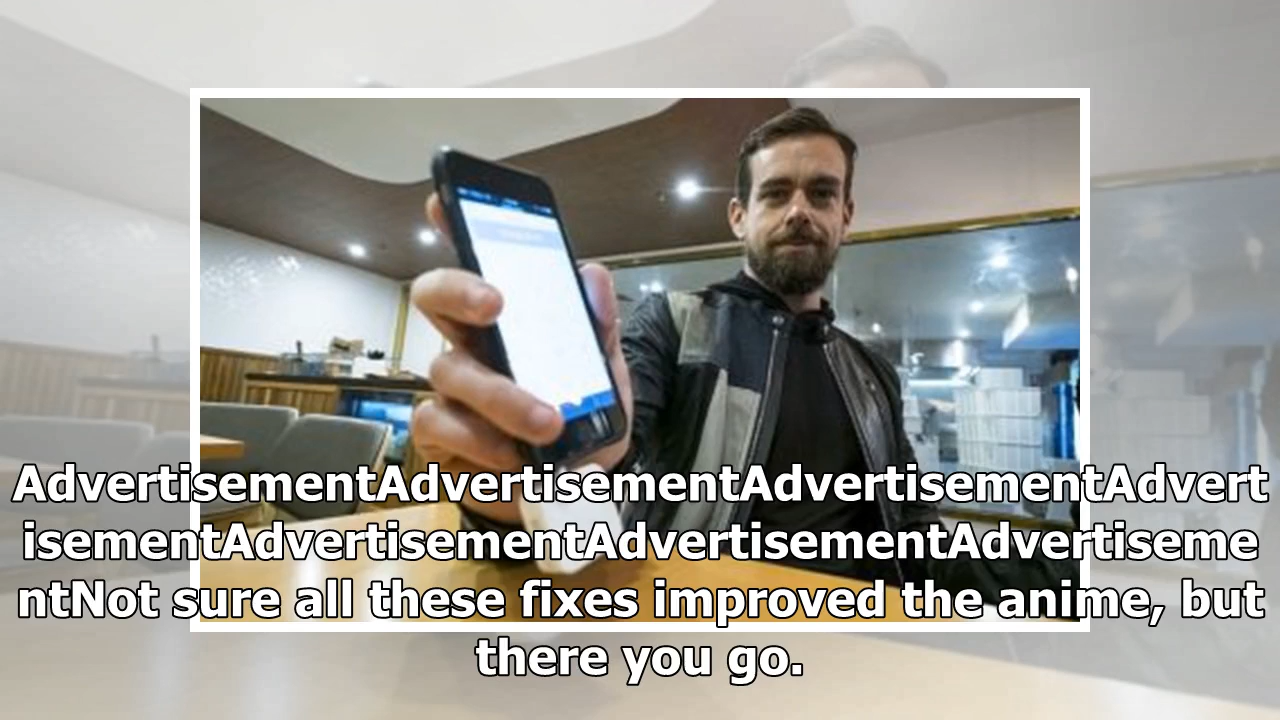 AdvertisementAdvertisementAdvertisementAdvert
isementAdvertisementAdvertisementAdvertiseme
ntNot sure all these fixes improved the anime, but
there you go.